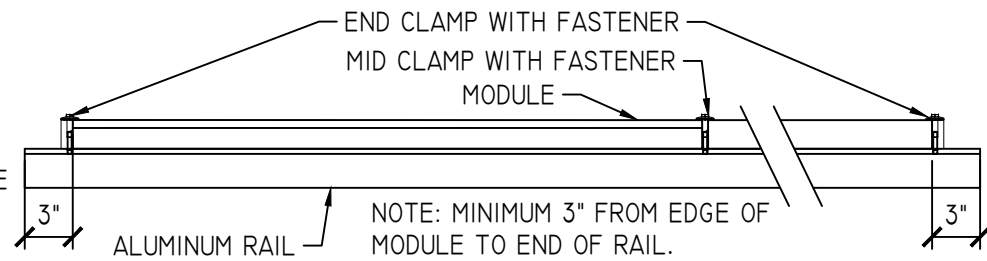 END CLAMP WITH FASTENER
MID CLAMP WITH FASTENER
MODULE
E
3"
3"
ALUMINUM RAIL
NOTE: MINIMUM 3" FROM EDGE OF
MODULE TO END OF RAIL.